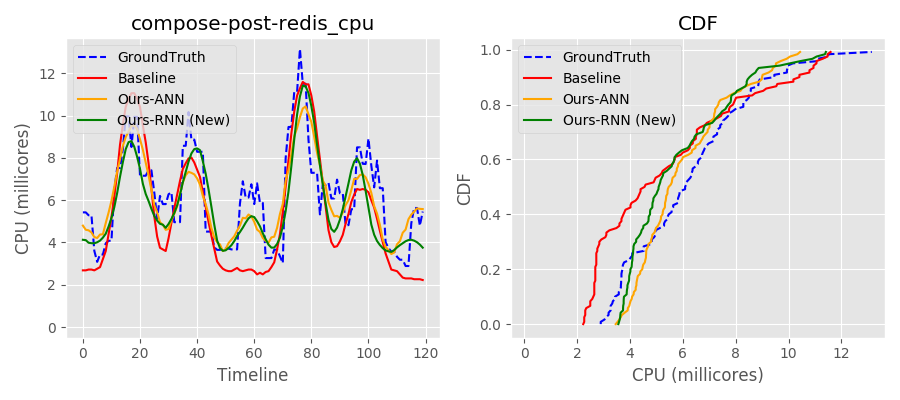 compose-post-redis_cpu
CPU (millicores)
12
10
8
6
4
2
0
GroundTruth
Baseline
Ours-ANN
Ours-RNN (New)
0
20
40
60
80
100
120
Timeline
CDF
CDF
1.0
0.8
0.6
0.4
0.2
0.0
GroundTruth
Baseline
Ours-ANN
Ours-RNN (New)
0
2
4
6
8
10
12
CPU (millicores)